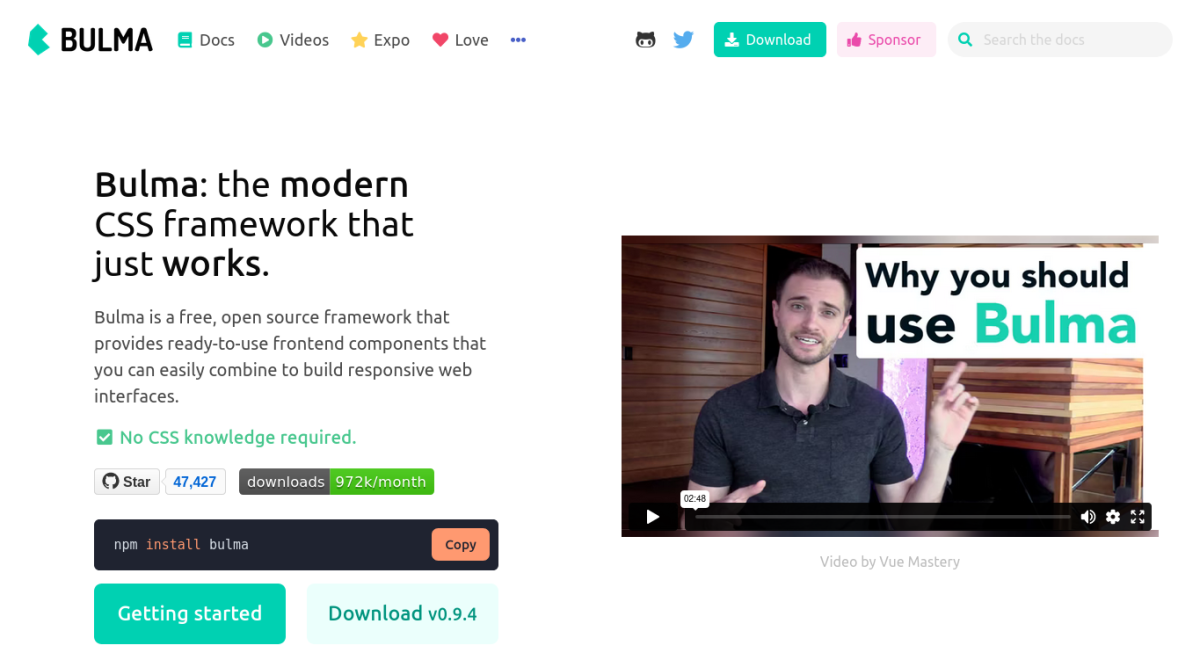 BULMA Docs Videos Expo Love Download Sponsor Search the docs
Bulma: the modern
CSS framework that
just works.
Bulma is a free, open source framework that
provides ready-to-use frontend components that
you can easily combine to build responsive web
interfaces.
No CSS knowledge required.
Star 47,427 downloads 972k/month
npm install bulma Copy
Getting started Download v0.9.4
Why you should
use Bulma
02:48
Video by Vue Mastery